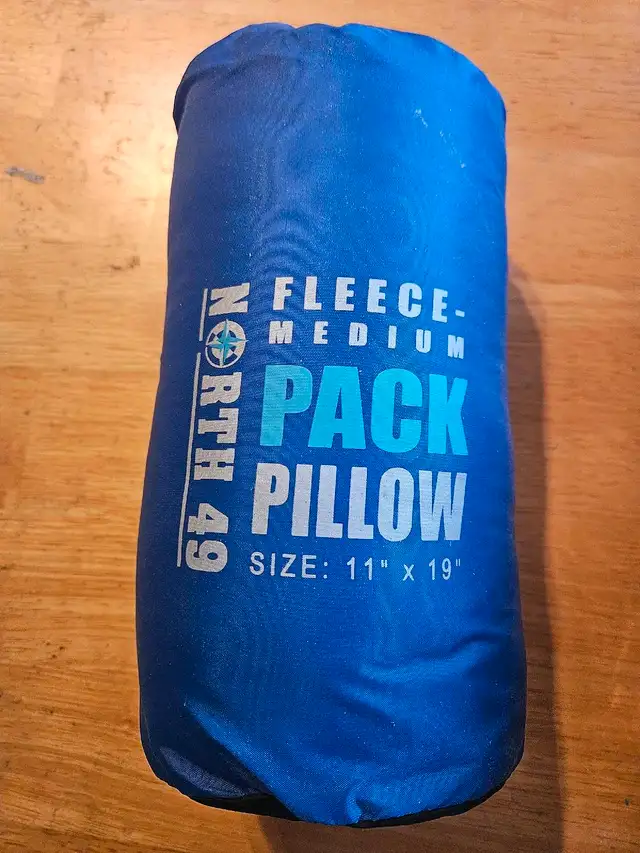 NORTH 49
FLEECE-
MEDIUM
PACK
PILLOW
SIZE: 11" x 19"